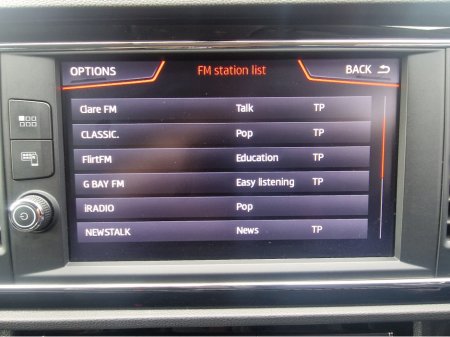 OPTIONS FM station list BACK
Clare FM Talk TP
CLASSIC. Pop
FlirtFM Education TP
G BAY FM Easy listening TP
iRADIO Pop
NEWSTALK News TP